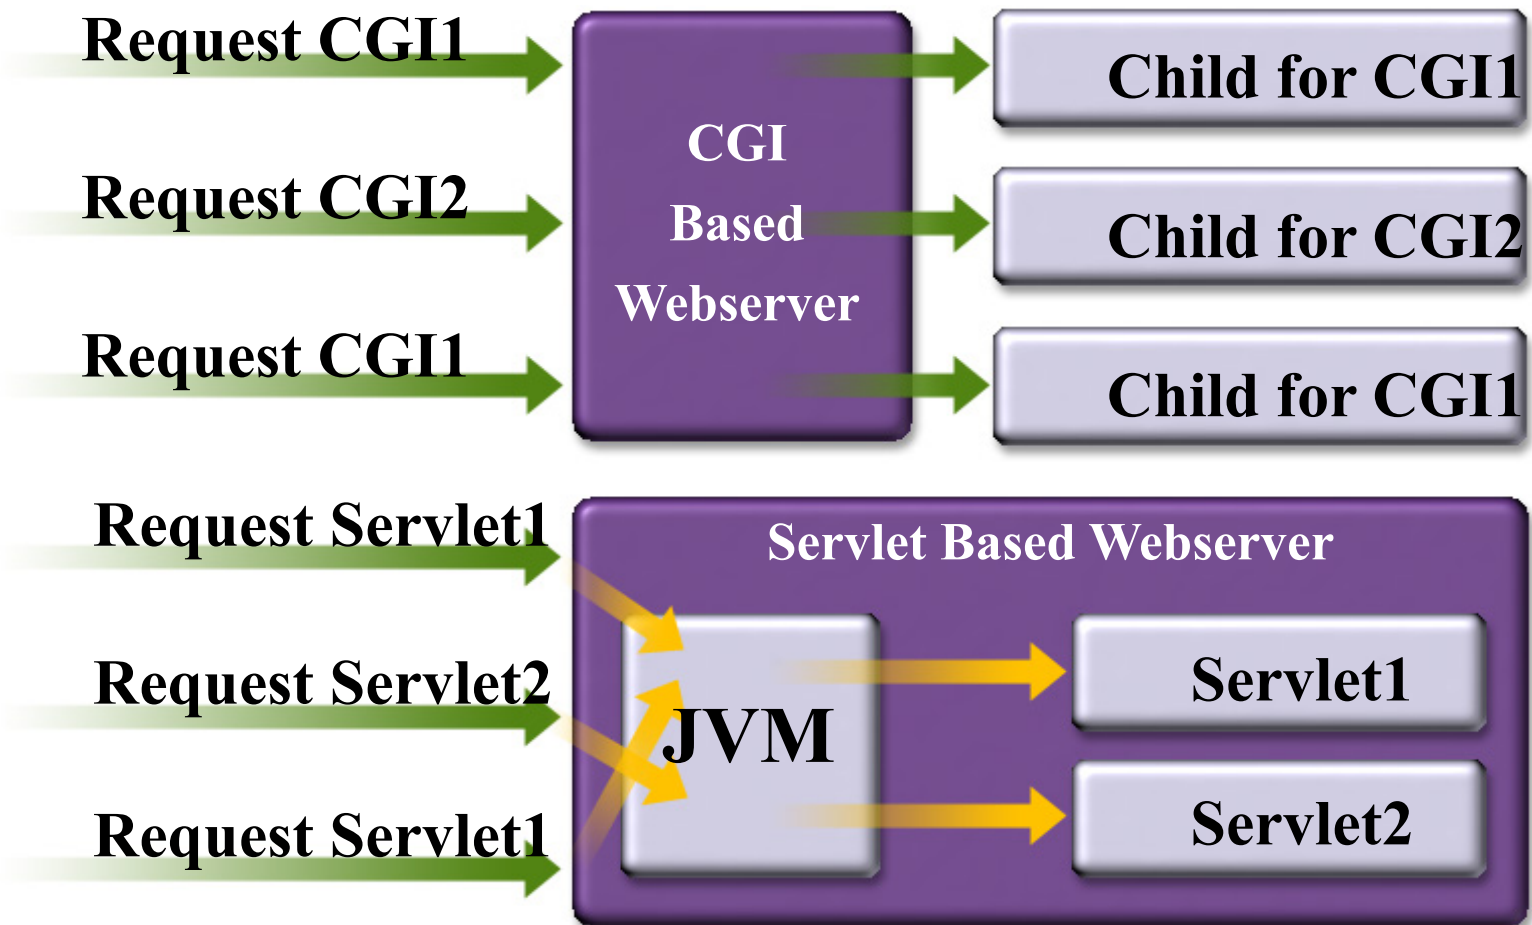 Request CGI1
Child for CGI1
CGI
Request CGI2
Based
Child for CGI2
Webserver
Request CGI1
Child for CGI1
Request Servlet1
Servlet Based Webserver
Request Servlet2
Servlet1
JVM
Request Servlet1
Servlet2